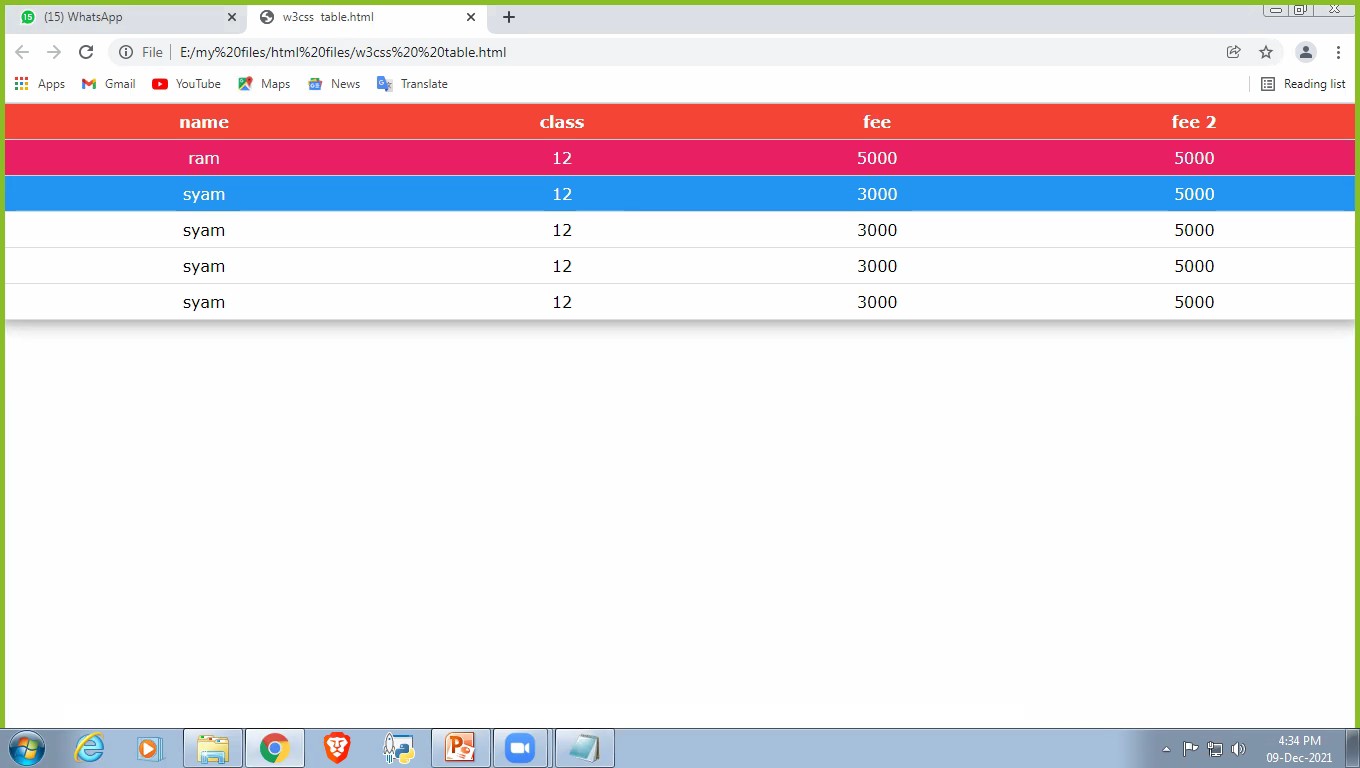 (15) WhatsApp
w3css table.html
File E:/my%20files/html%20files/w3css%20%20table.html
Apps Gmail YouTube Maps News Translate Reading list
name class fee fee 2
ram 12 5000 5000
syam 12 3000 5000
syam 12 3000 5000
syam 12 3000 5000
syam 12 3000 5000
4:34 PM
09-Dec-2021